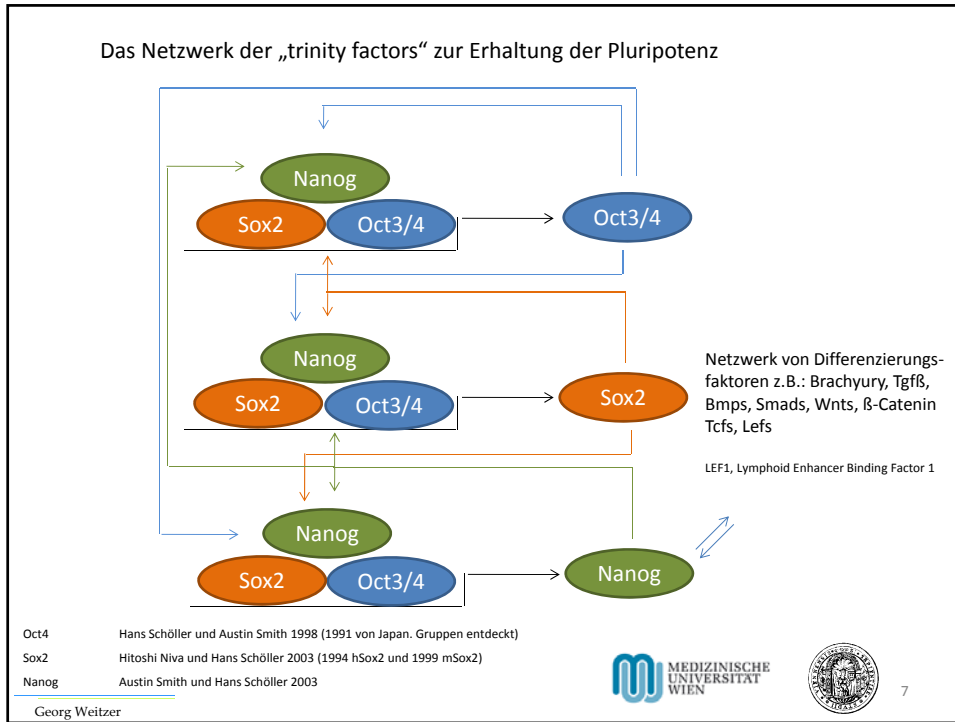 Das Netzwerk der „trinity factors“ zur Erhaltung der Pluripotenz
Nanog
Sox2
Oct3/4
Oct3/4
Nanog
Sox2
Oct3/4
Sox2
Netzwerk von Differenzierungs-
faktoren z.B.: Brachyury, Tgfß,
Bmps, Smads, Wnts, ß-Catenin
Tcfs, Lefs
LEF1, Lymphoid Enhancer Binding Factor 1
Nanog
Sox2
Oct3/4
Nanog
Oct4 Hans Schöller und Austin Smith 1998 (1991 von Japan. Gruppen entdeckt)
Sox2 Hitoshi Niva und Hans Schöller 2003 (1994 hSox2 und 1999 mSox2)
Nanog Austin Smith und Hans Schöller 2003
Georg Weitzer
MEDIZINISCHE
UNIVERSITÄT
WIEN
7